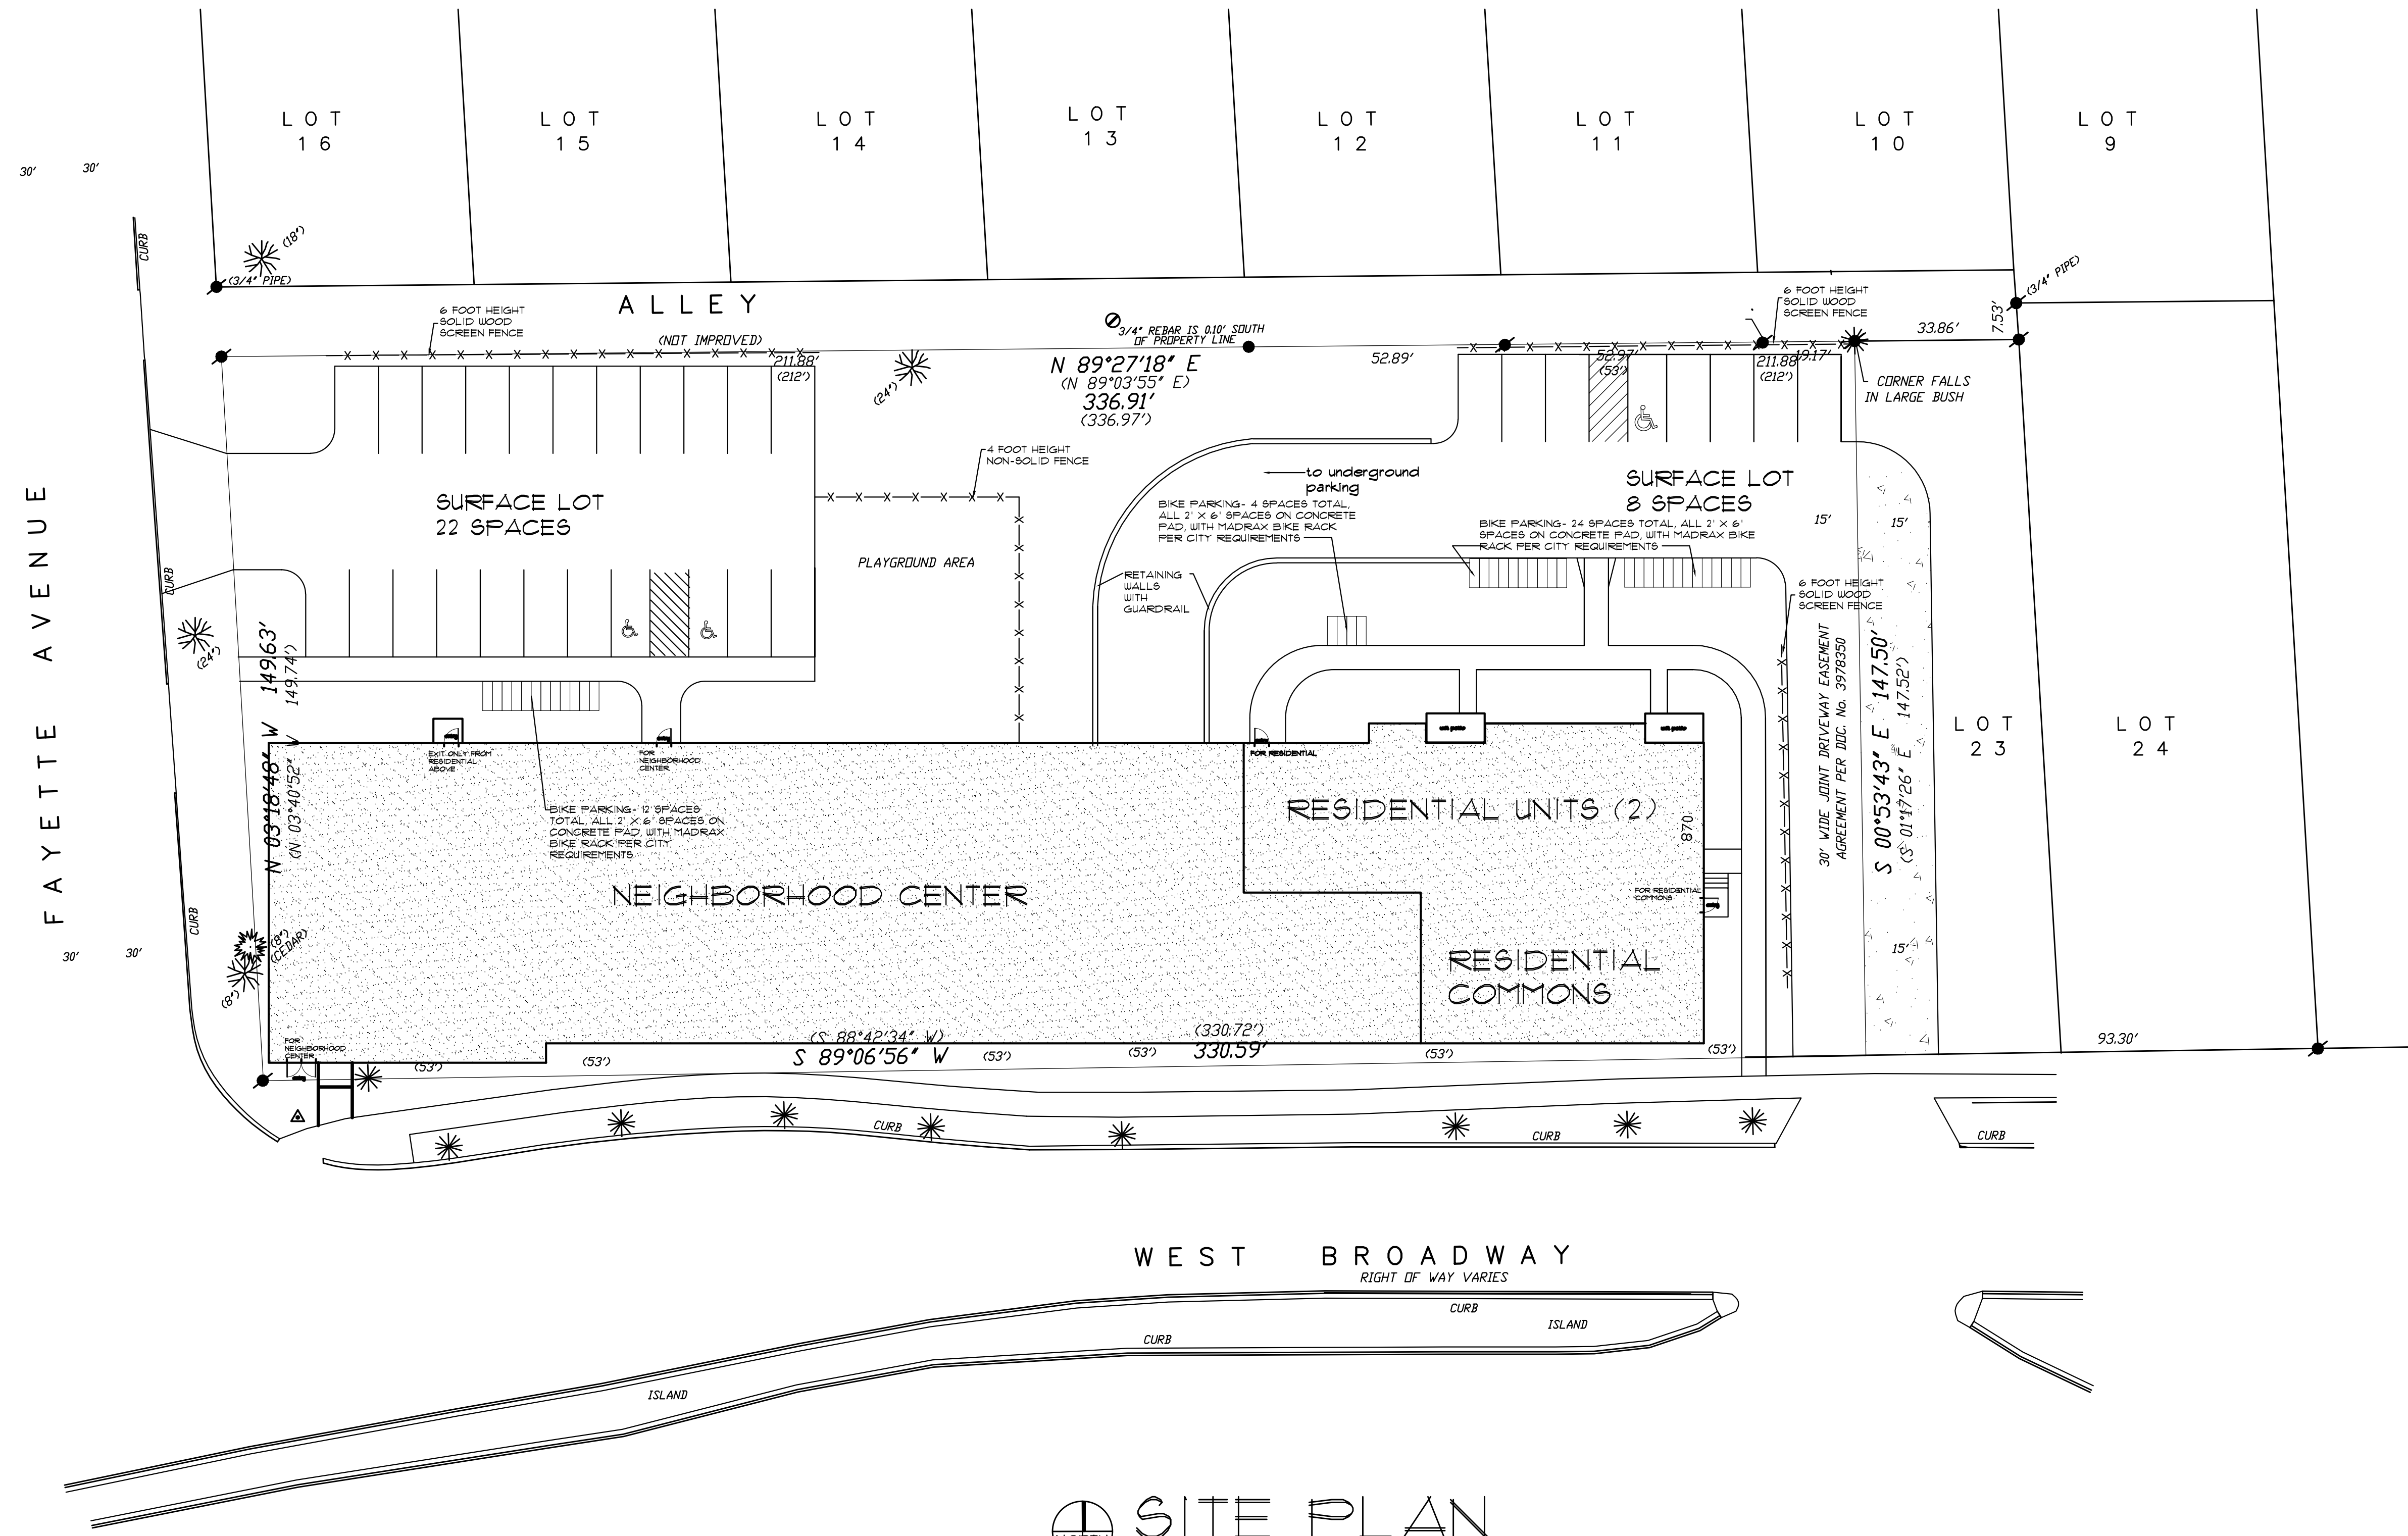 LOT
16
LOT
15
LOT
14
LOT
13
LOT
12
LOT
11
LOT
10
LOT
9
30'
30'
CURB
(18")
(3/4" PIPE)
ALLEY
(NOT IMPROVED)
6 FOOT HEIGHT
SOLID WOOD
SCREEN FENCE
211.88'
(212')
(24")
3/4" REBAR IS 0.10' SOUTH
OF PROPERTY LINE
N 89°27'18" E
(N 89°03'55" E)
336.91'
(336.97')
52.89'
52.97'
(53')
211.88'
(212')
19.17'
6 FOOT HEIGHT
SOLID WOOD
SCREEN FENCE
33.86'
7.53'
(3/4" PIPE)
CORNER FALLS
IN LARGE BUSH
FAYETTE AVENUE
CURB
SURFACE LOT
22 SPACES
4 FOOT HEIGHT
NON-SOLID FENCE
PLAYGROUND AREA
to underground
parking
BIKE PARKING- 4 SPACES TOTAL,
ALL 2' X 6' SPACES ON CONCRETE
PAD, WITH MADRAX BIKE RACK
PER CITY REQUIREMENTS
SURFACE LOT
8 SPACES
BIKE PARKING- 24 SPACES TOTAL, ALL 2' X 6'
SPACES ON CONCRETE PAD, WITH MADRAX BIKE
RACK PER CITY REQUIREMENTS
15'
15'
RETAINING
WALLS
WITH
GUARDRAIL
6 FOOT HEIGHT
SOLID WOOD
SCREEN FENCE
(24")
N 03°18'48" W 149.63'
(N 03°40'52" W 149.74')
30' WIDE JOINT DRIVEWAY EASEMENT
AGREEMENT PER DOC. No. 3978350
S 00°53'43" E 147.50'
(S 01°17'26" E 147.52')
LOT
23
LOT
24
EXIT ONLY FROM
RESIDENTIAL
ABOVE
FOR
NEIGHBORHOOD
CENTER
FOR RESIDENTIAL
unit patio
unit patio
BIKE PARKING- 12 SPACES
TOTAL, ALL 2' X 6' SPACES ON
CONCRETE PAD, WITH MADRAX
BIKE RACK PER CITY
REQUIREMENTS
RESIDENTIAL UNITS (2)
870.
NEIGHBORHOOD CENTER
FOR RESIDENTIAL
COMMONS
CURB
(8")
(CEDAR)
(8")
30'
30'
RESIDENTIAL
COMMONS
15'
FOR
NEIGHBORHOOD
CENTER
(S 88°42'34" W)
S 89°06'56" W
(330.72')
330.59'
(53')
(53')
(53')
(53')
(53')
(53')
93.30'
CURB
CURB
CURB
WEST BROADWAY
RIGHT OF WAY VARIES
CURB
ISLAND
CURB
ISLAND
SITE PLAN